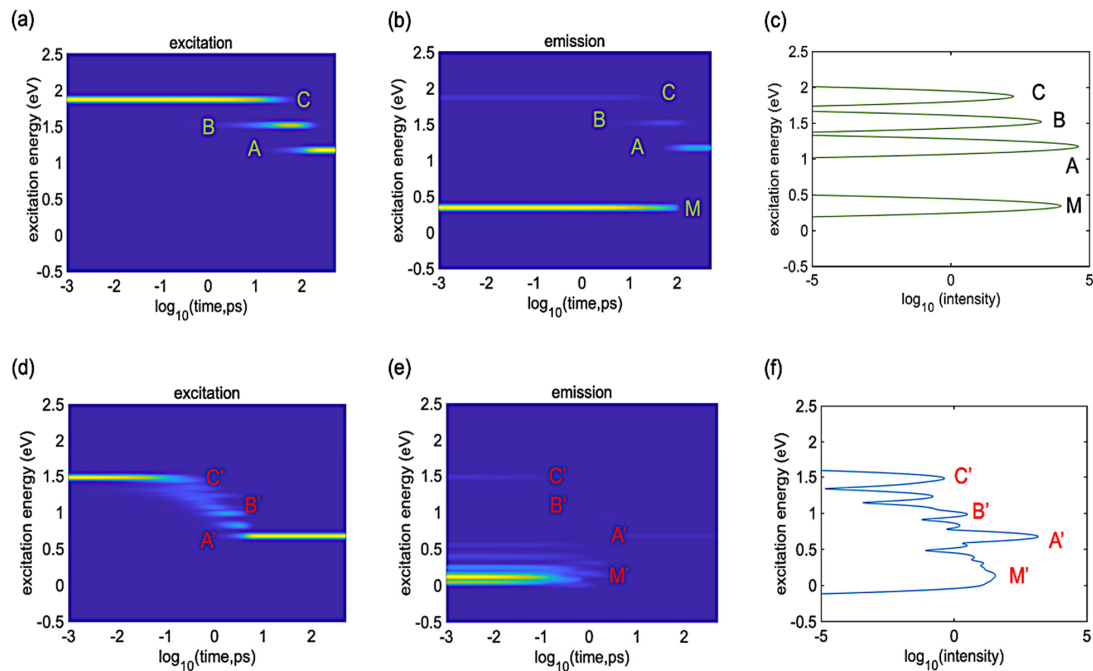 (a)
excitation
2.5
2
1.5
1
0.5
0
-0.5
excitation energy (eV)
C
B
A
-3 -2 -1 0 1 2
log10(time,ps)
(b)
emission
2.5
2
1.5
1
0.5
0
-0.5
excitation energy (eV)
C
B
A
M
-3 -2 -1 0 1 2
log10(time,ps)
(c)
2.5
2
1.5
1
0.5
0
-0.5
excitation energy (eV)
C
B
A
M
-5 0 5
log10 (intensity)
(d)
excitation
2.5
2
1.5
1
0.5
0
-0.5
excitation energy (eV)
C'
B'
A'
-3 -2 -1 0 1 2
log10(time,ps)
(e)
emission
2.5
2
1.5
1
0.5
0
-0.5
excitation energy (eV)
C'
B'
A'
M'
-3 -2 -1 0 1 2
log10(time,ps)
(f)
2.5
2
1.5
1
0.5
0
-0.5
excitation energy (eV)
C'
B'
A'
M'
-5 0 5
log10 (intensity)